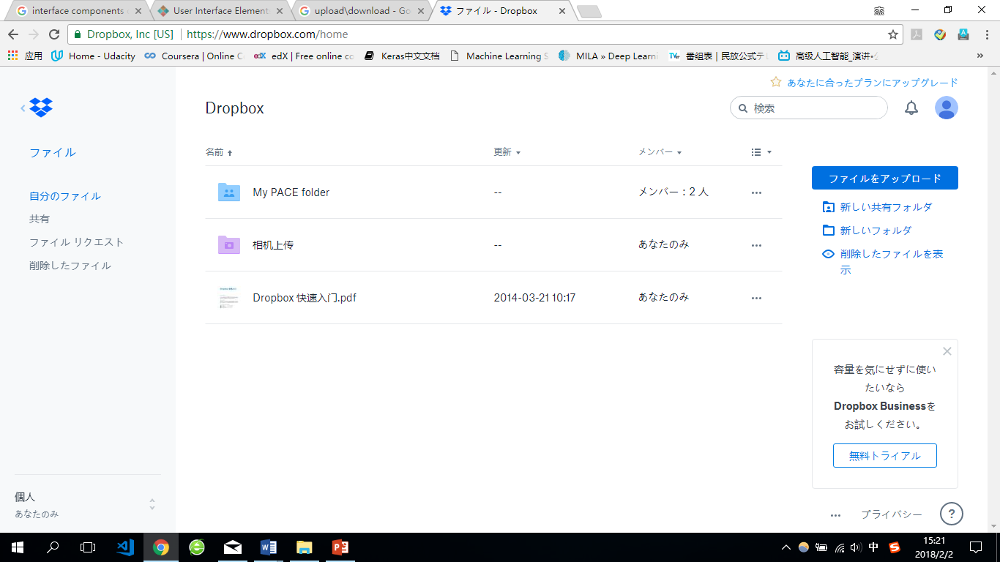 interface components
User Interface Element
upload\download - Go
ファイル - Dropbox
Dropbox, Inc [US]
https://www.dropbox.com/home
应用
Home - Udacity
Coursera | Online C
edX | Free online co
Keras中文文档
Machine Learning S
MILA » Deep Learni
番組表 | 民放公式テレ
高级人工智能_演讲•公
»
あなたに合ったプランにアップグレード
Dropbox
検索
ファイル
自分のファイル
共有
ファイル リクエスト
削除したファイル
名前
更新
メンバー
My PACE folder
--
メンバー：2 人
相机上传
--
あなたのみ
Dropbox 快速入门.pdf
2014-03-21 10:17
あなたのみ
ファイルをアップロード
新しい共有フォルダ
新しいフォルダ
削除したファイルを表
示
容量を気にせずに使い
たいなら
Dropbox Businessを
お試しください。
無料トライアル
個人
あなたのみ
プライバシー
?
中
15:21
2018/2/2